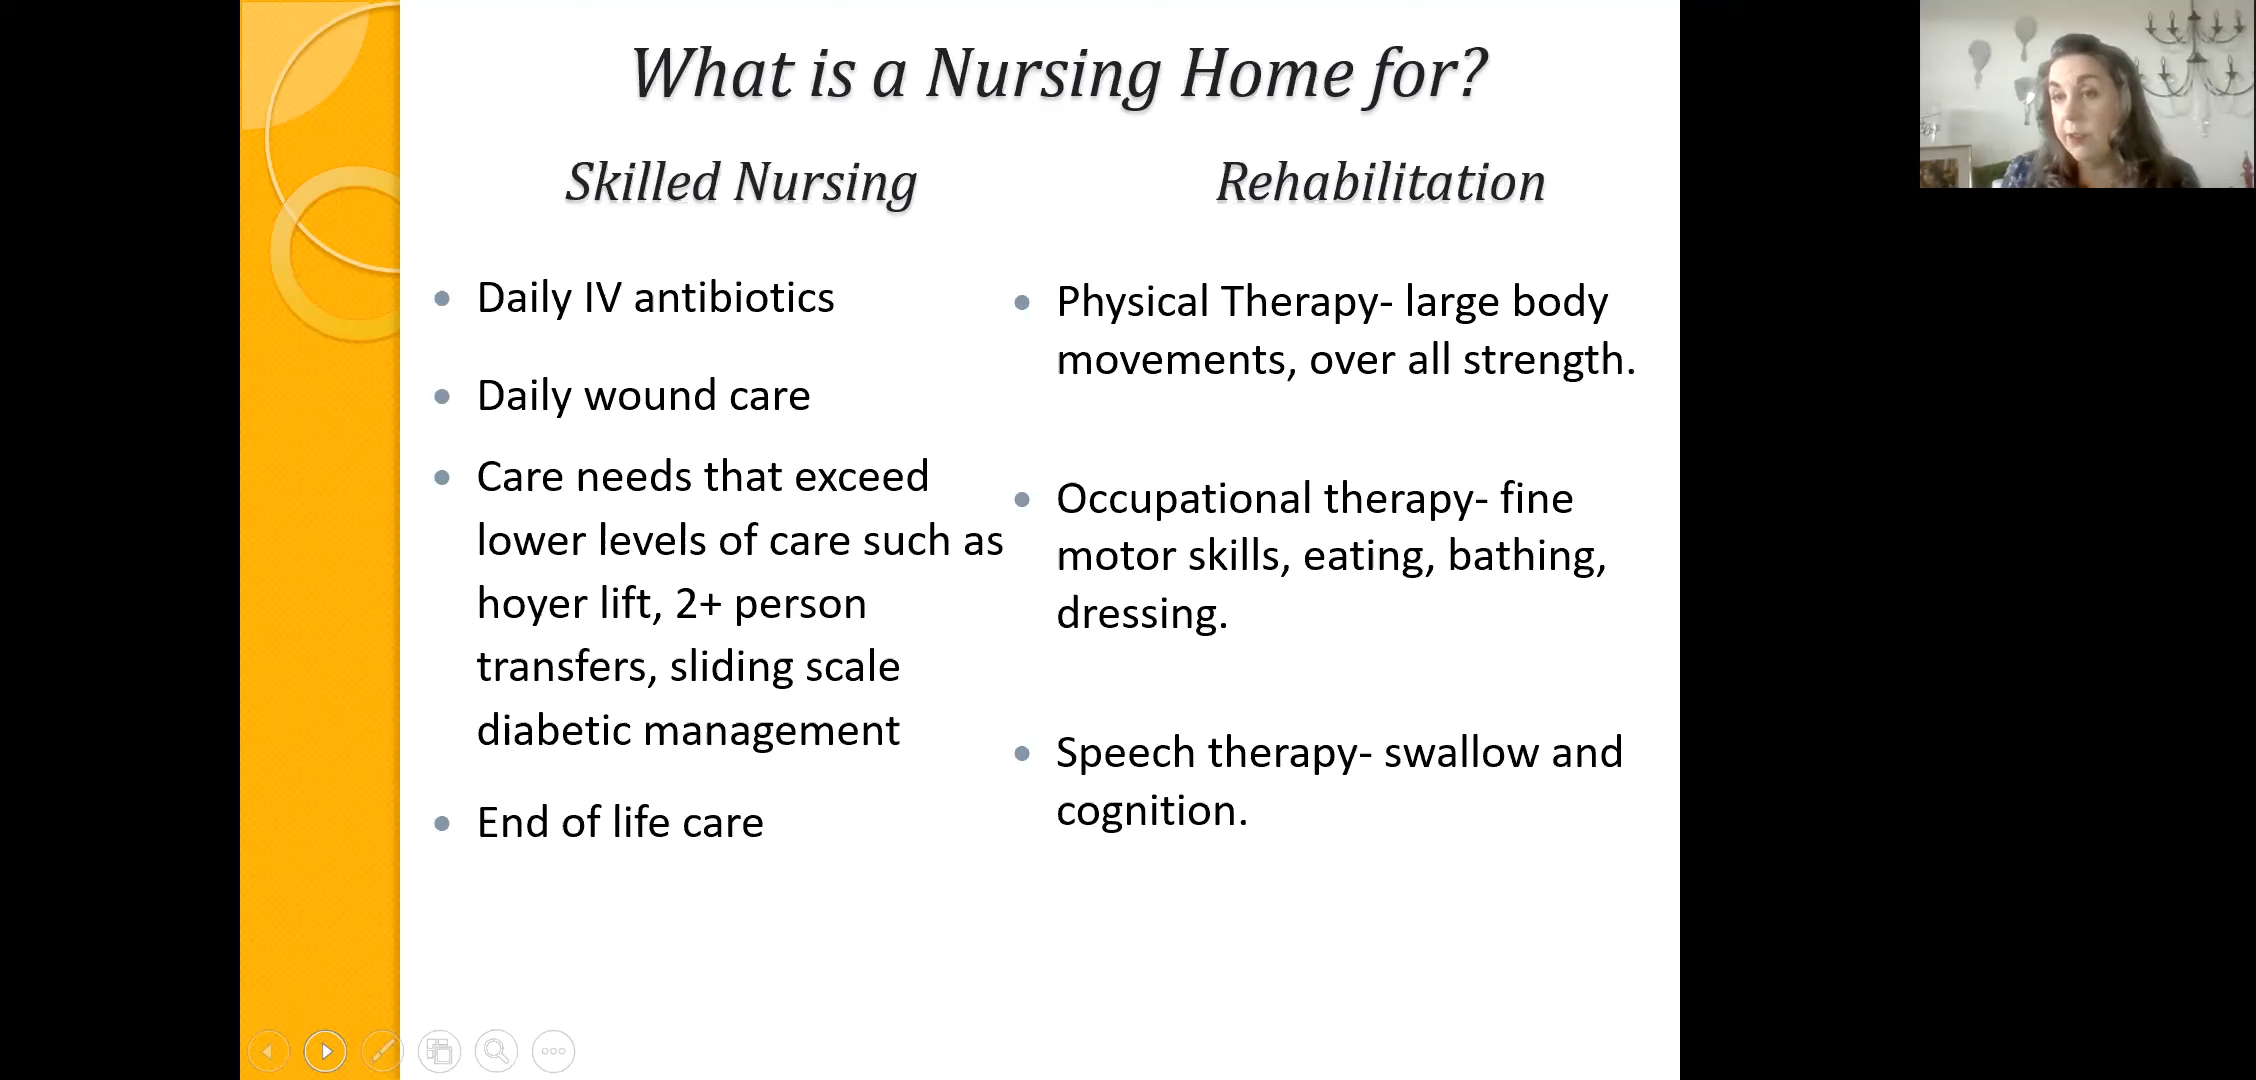 What is a Nursing Home for?
Skilled Nursing
Daily IV antibiotics
Daily wound care
Care needs that exceed
lower levels of care such as
hoyer lift, 2+ person
transfers, sliding scale
diabetic management
End of life care
Rehabilitation
Physical Therapy- large body
movements, over all strength.
Occupational therapy- fine
motor skills, eating, bathing,
dressing.
Speech therapy- swallow and
cognition.